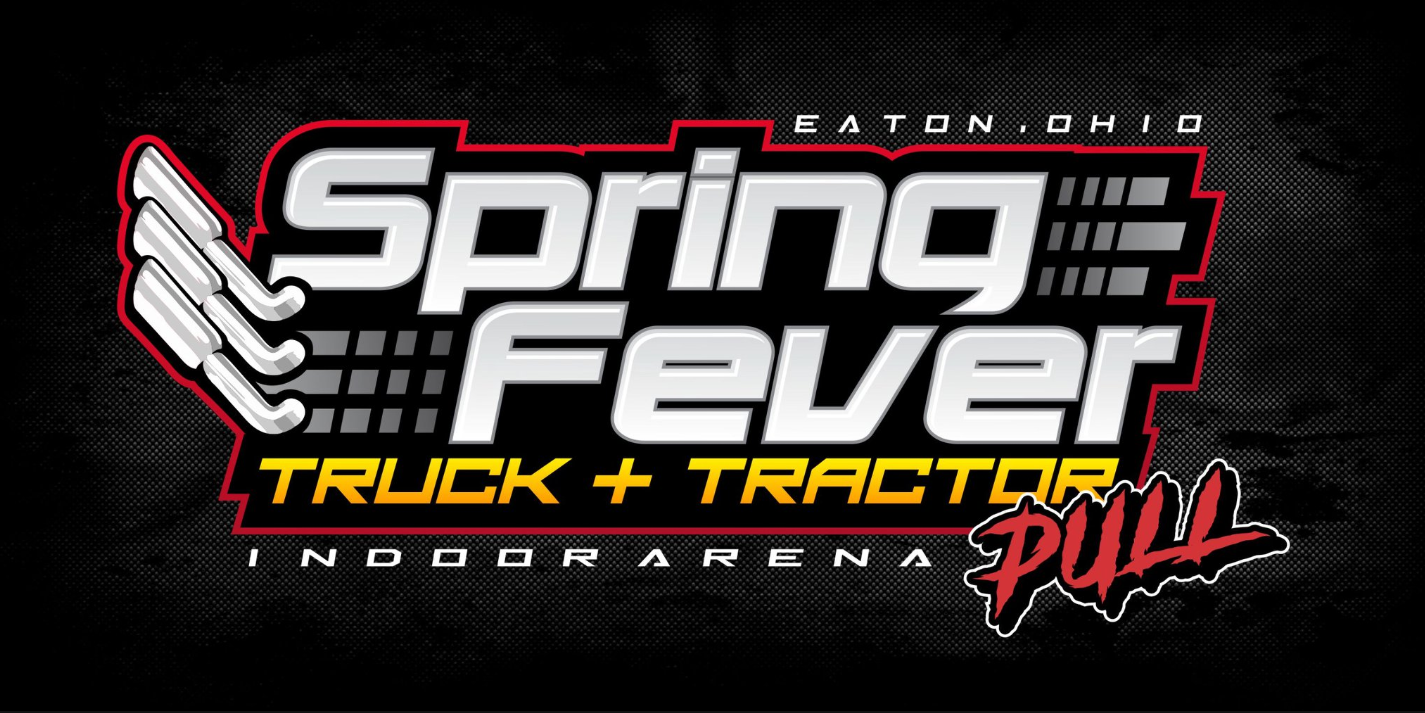 EATON, OHIO
Spring
Fever
TRUCK + TRACTOR
PULL
INDOOR ARENA